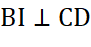 BI ⊥ CD